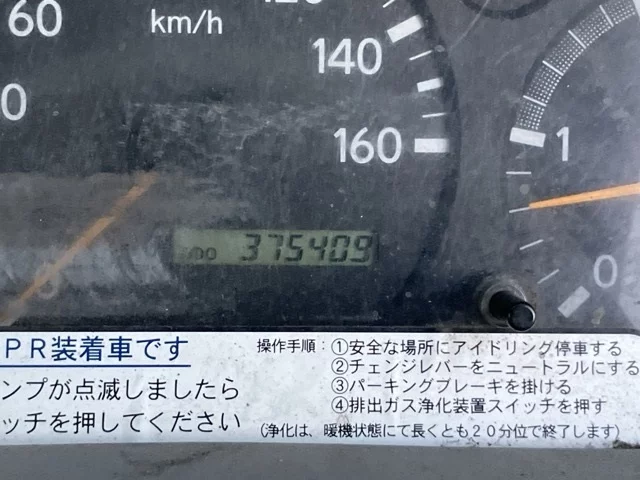 60
km/h
120
140
160
0
1
0
ODO 375409
PR装着車です
ンプが点滅しましたら
ッチを押してください
操作手順：①安全な場所にアイドリング停車する
②チェンジレバーをニュートラルにする
③パーキングブレーキを掛ける
④排出ガス浄化装置スイッチを押す
(浄化は、暖機状態にて長くとも20分位で終了します)